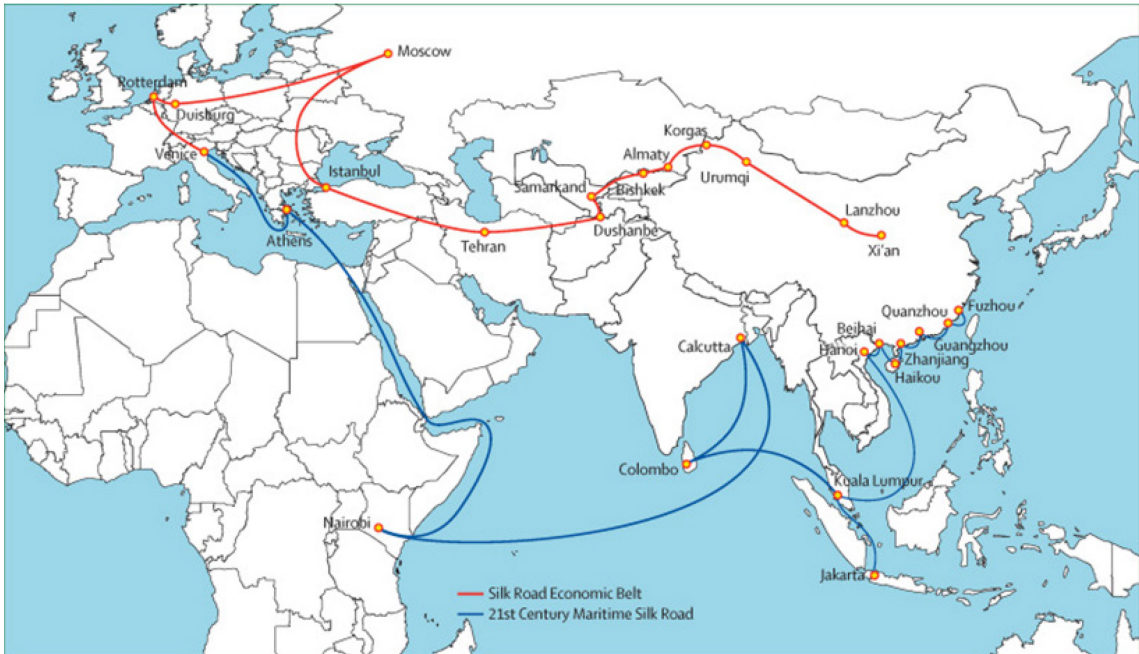 Moscow
Rotterdam
Duisburg
Korgas
Venice
Almaty
Istanbul
Urumqi
Samarkand
Bishkek
Lanzhou
Dushanbe
Athens
Tehran
Xi'an
Quanzhou
Fuzhou
Beihai
Calcutta
Hanoi
Guangzhou
Zhanjiang
Haikou
Colombo
Kuala Lumpur
Nairobi
Jakarta
Silk Road Economic Belt
21st Century Maritime Silk Road